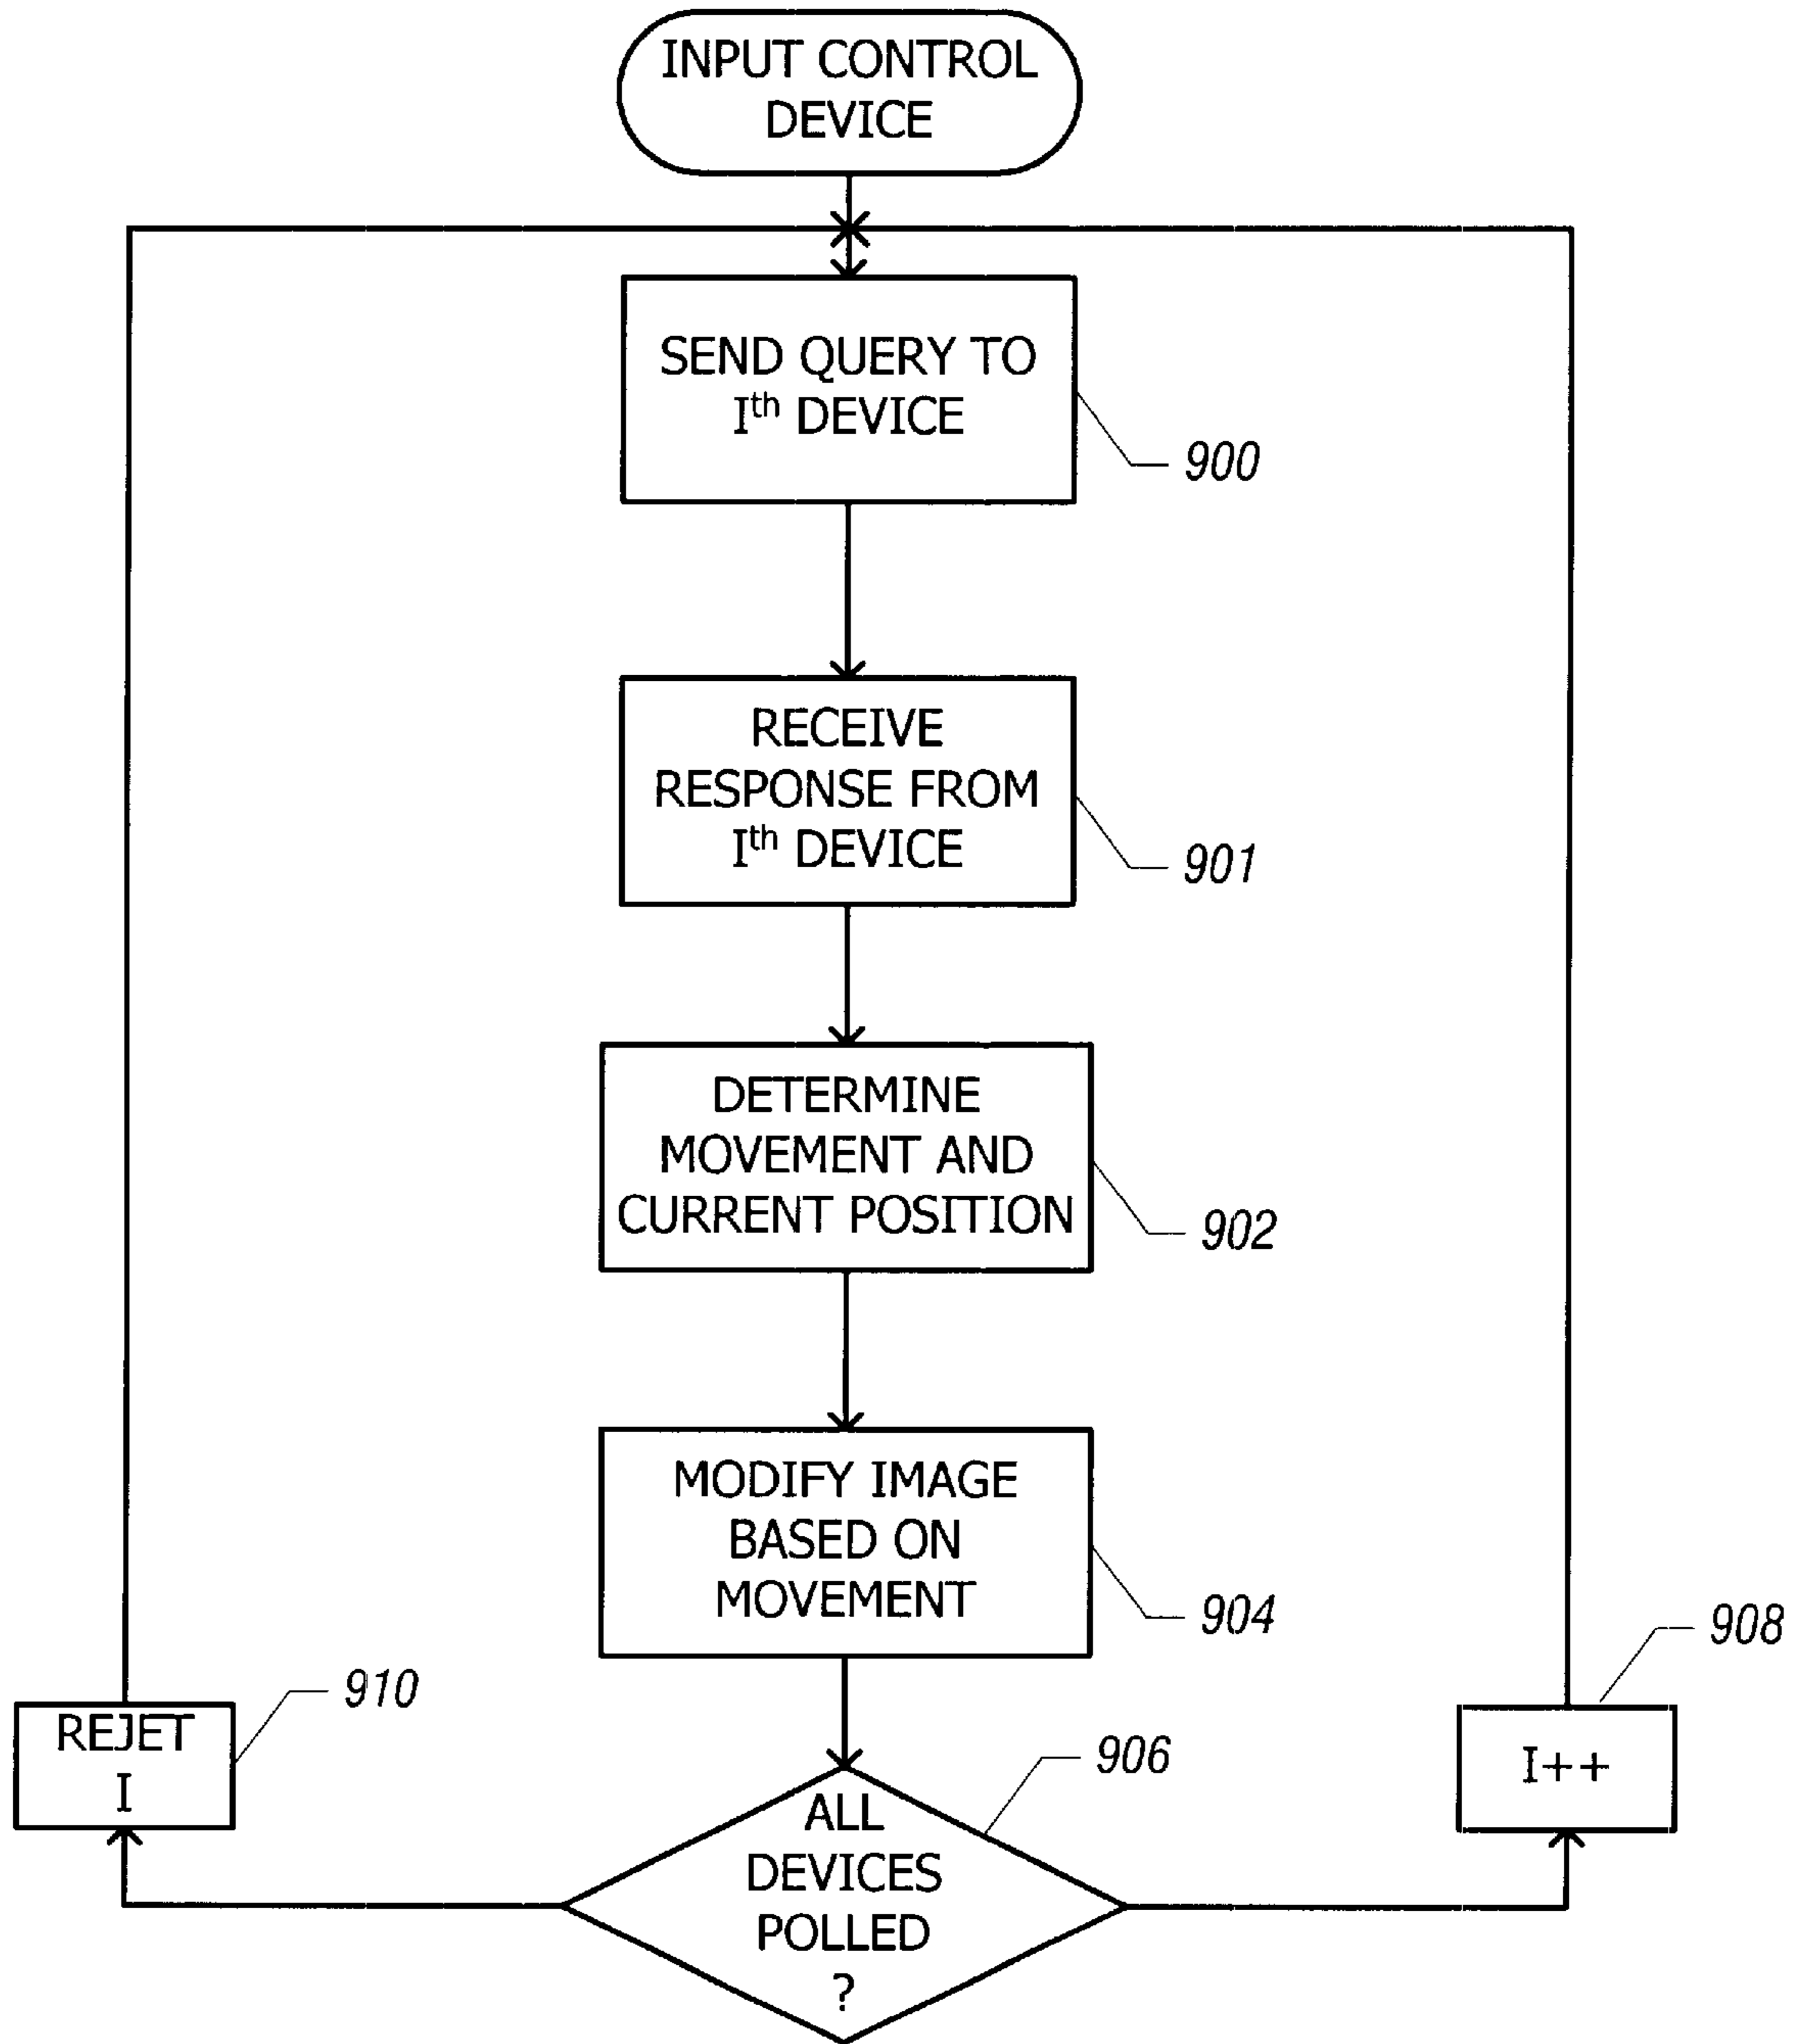 INPUT CONTROL
DEVICE
SEND QUERY TO
Ith DEVICE
900
RECEIVE
RESPONSE FROM
Ith DEVICE
901
DETERMINE
MOVEMENT AND
CURRENT POSITION
902
MODIFY IMAGE
BASED ON
MOVEMENT
904
908
910
REJET
I
906
I++
ALL
DEVICES
POLLED
?